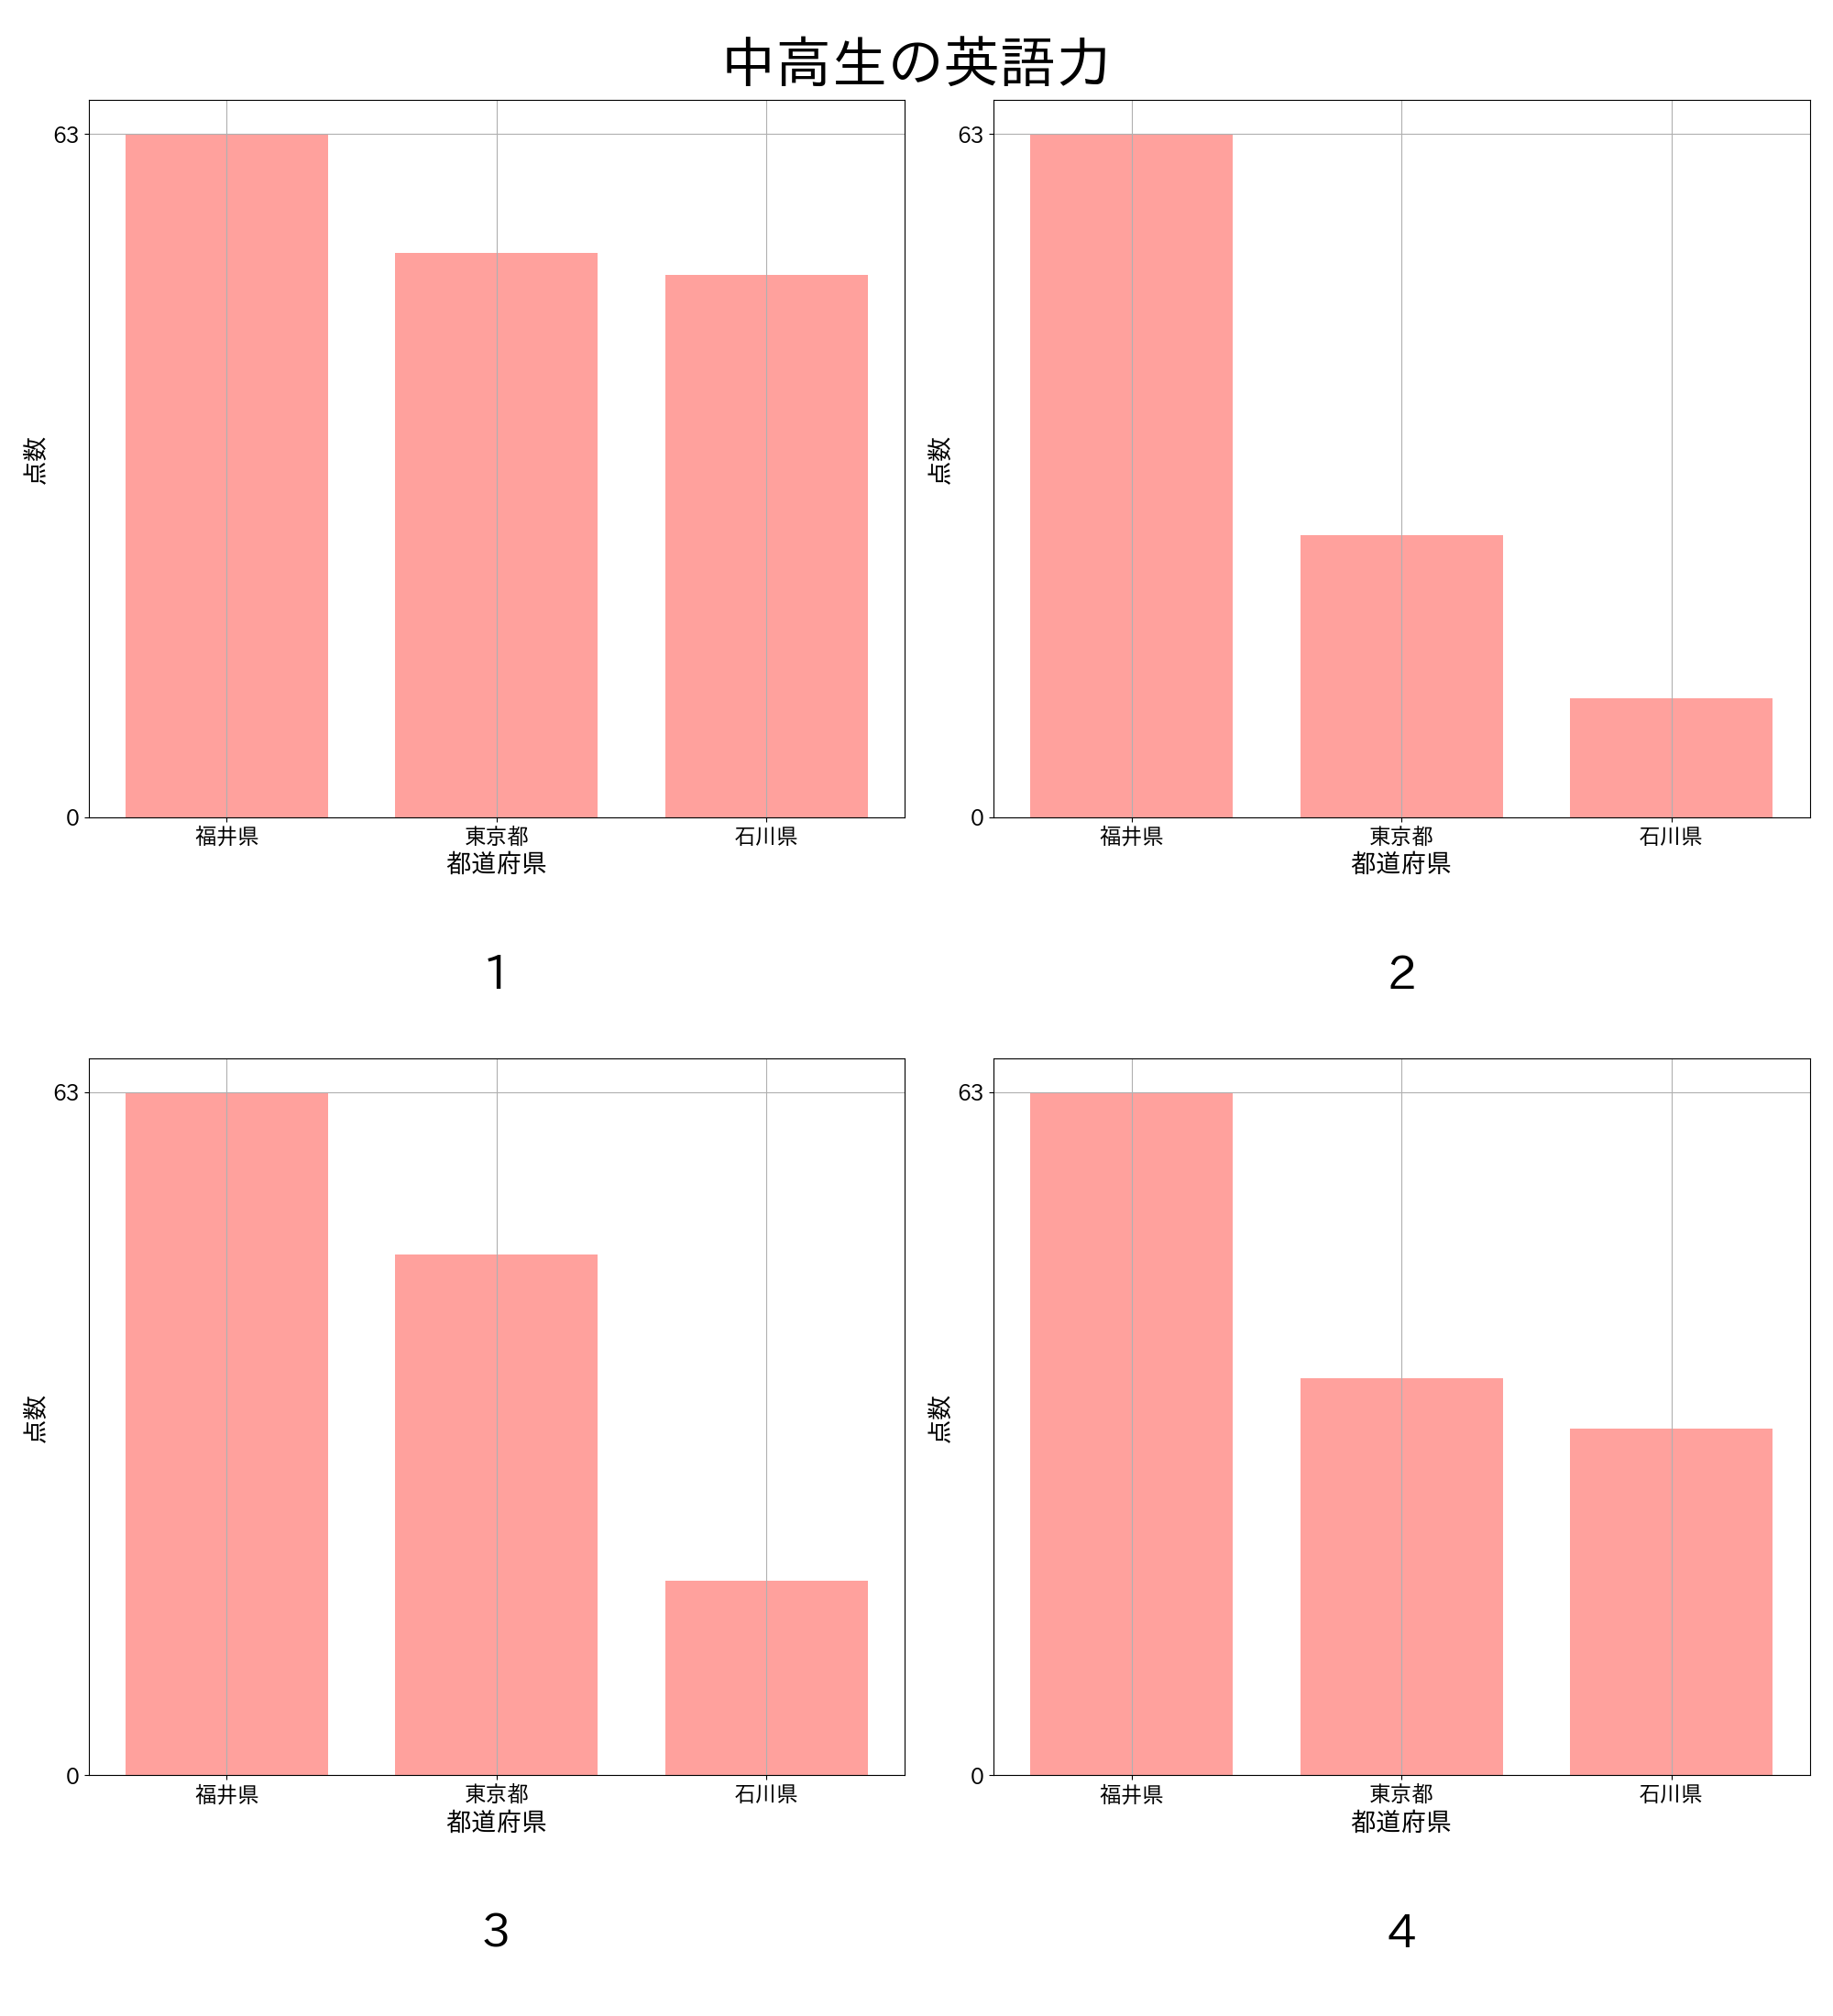 中高生の英語力
63
点数
0
福井県 東京都 石川県
都道府県
1
63
点数
0
福井県 東京都 石川県
都道府県
2
63
点数
0
福井県 東京都 石川県
都道府県
3
63
点数
0
福井県 東京都 石川県
都道府県
4